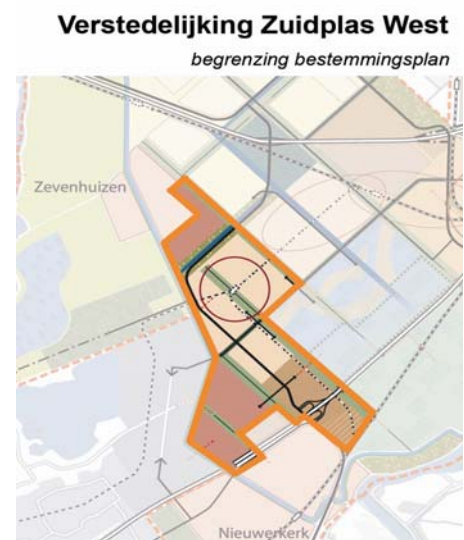 Verstedelijking Zuidplas West
begrenzing bestemmingsplan
Zevenhuizen
Nieuwerkerk